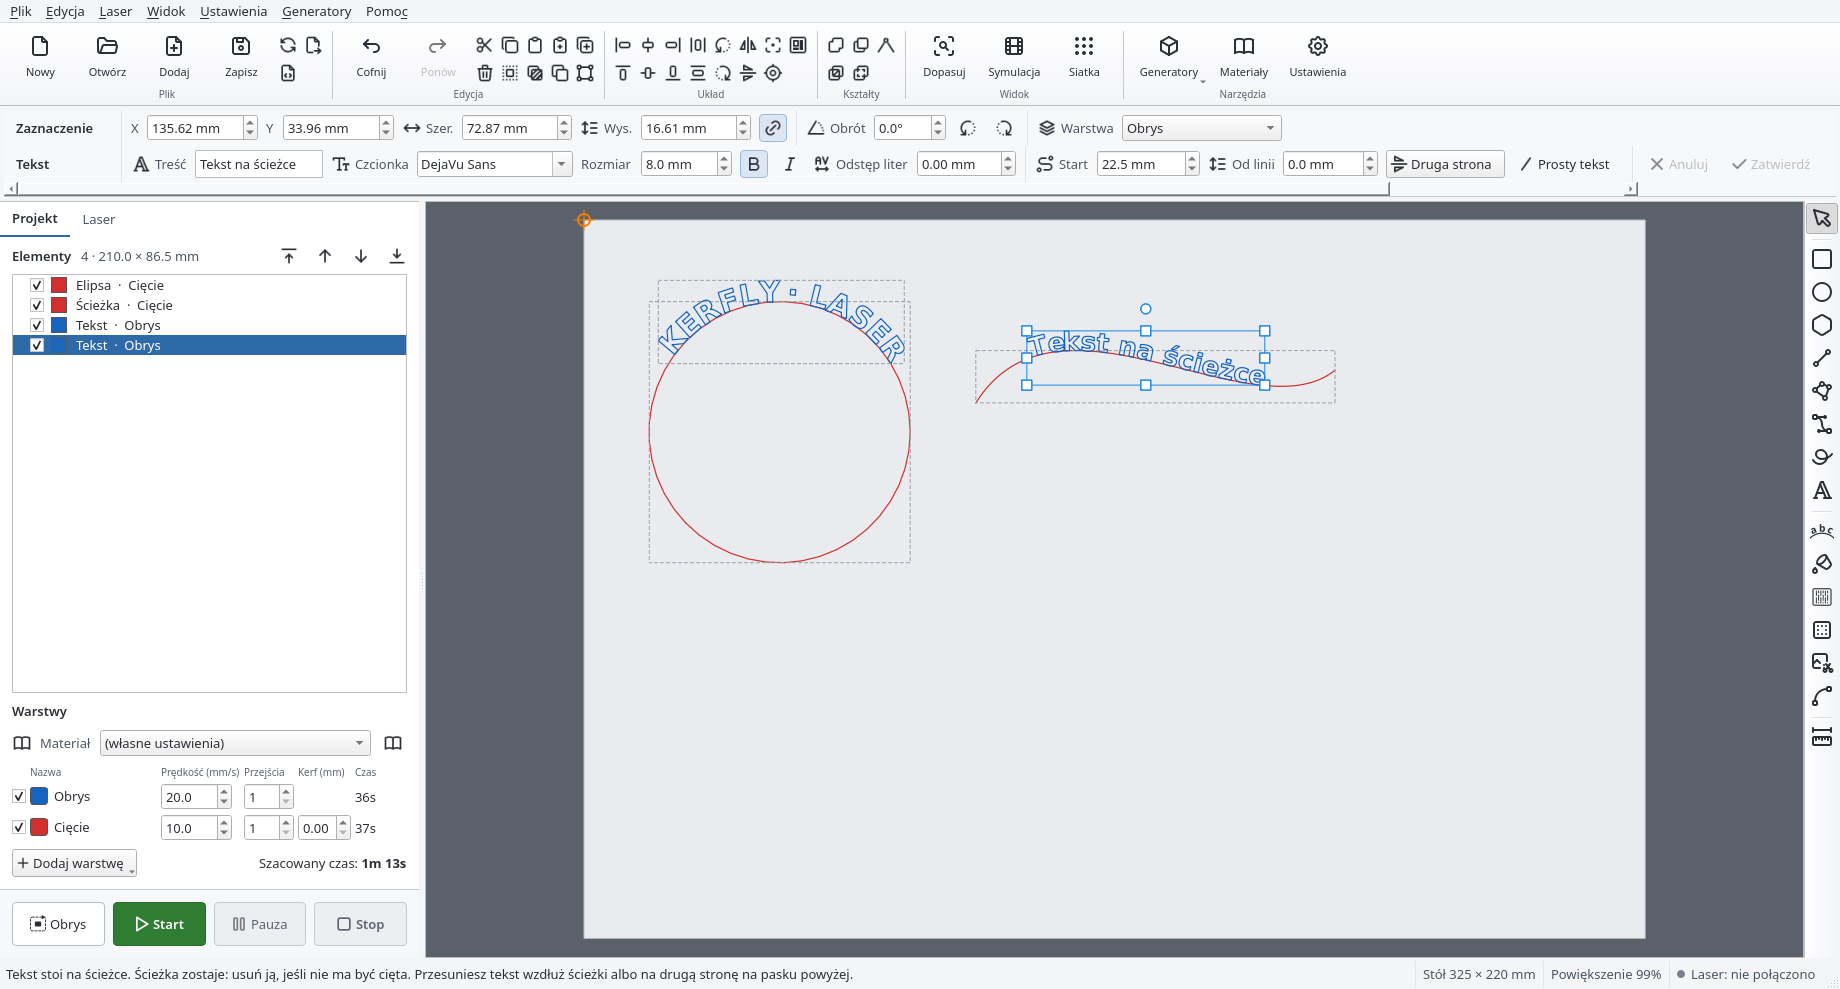 Plik Edycja Laser Widok Ustawienia Generatory Pomoc
Nowy Otwórz Dodaj Zapisz Cofnij Ponów Dopasuj Symulacja Siatka Generatory Materiały Ustawienia
Plik Edycja Układ Kształty Widok Narzędzia
Zaznaczenie X 135.62 mm Y 33.96 mm Szer. 72.87 mm Wys. 16.61 mm Obrót 0.0° Warstwa Obrys
Tekst Treść Tekst na ścieżce Czcionka DejaVu Sans Rozmiar 8.0 mm B I Odstęp liter 0.00 mm Start 22.5 mm Od linii 0.0 mm Druga strona Prosty tekst Anuluj Zatwierdź
Projekt Laser
Elementy 4 · 210.0 × 86.5 mm
Elipsa · Cięcie
Ścieżka · Cięcie
Tekst · Obrys
Tekst · Obrys
KERFLY · LASER
Tekst na ścieżce
abc
Warstwy
Materiał (własne ustawienia)
Nazwa Prędkość (mm/s) Przejścia Kerf (mm) Czas
Obrys 20.0 1 36s
Cięcie 10.0 1 0.00 37s
Dodaj warstwę Szacowany czas: 1m 13s
Obrys Start Pauza Stop
Tekst stoi na ścieżce. Ścieżka zostaje: usuń ją, jeśli nie ma być cięta. Przesuniesz tekst wzdłuż ścieżki albo na drugą stronę na pasku powyżej. Stół 325 × 220 mm Powiększenie 99% Laser: nie połączono